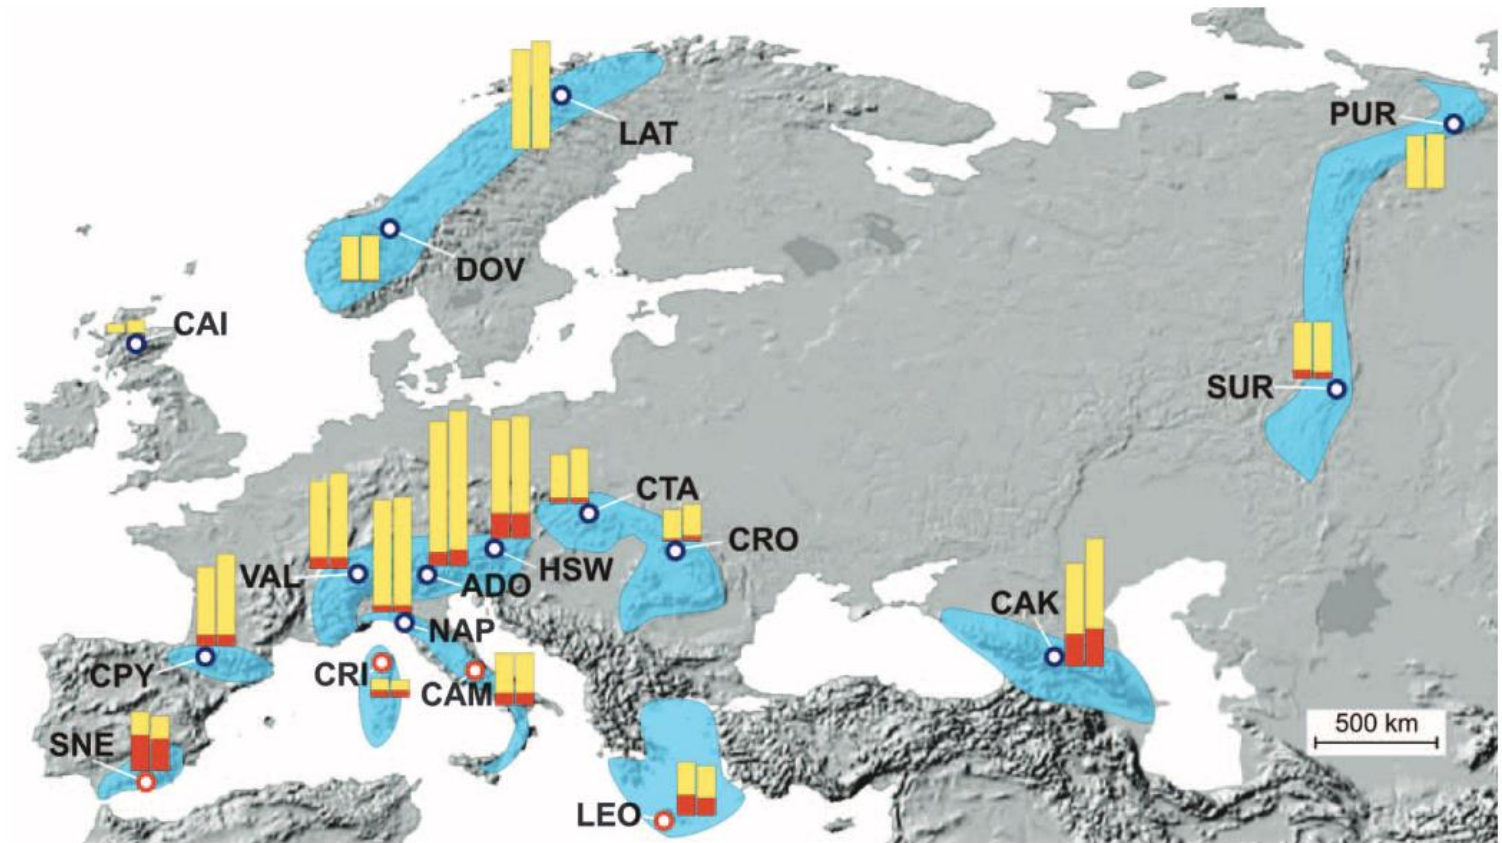 LAT
PUR
DOV
CAI
SUR
CTA
CRO
HSW
VAL
ADO
CAK
NAP
CPY
CRI
CAM
500 km
SNE
LEO